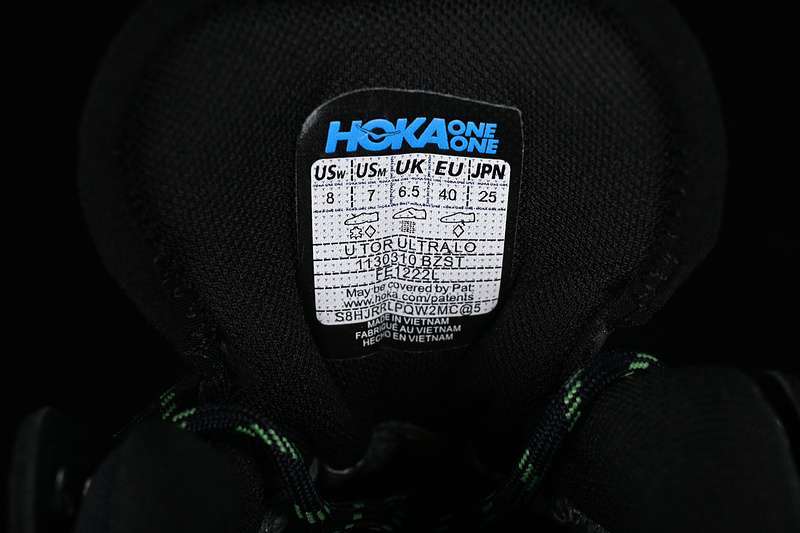 HOKA ONE ONE
USW USM UK EU JPN
8 7 6.5 40 25
U TOR ULTRA LO
1130310 BZST
FE1222L
May be covered by Pat:
www.hoka.com/patents
S8HJRRLPQW2MC@5
MADE IN VIETNAM
FABRIQUÉ AU VIETNAM
HECHO EN VIETNAM